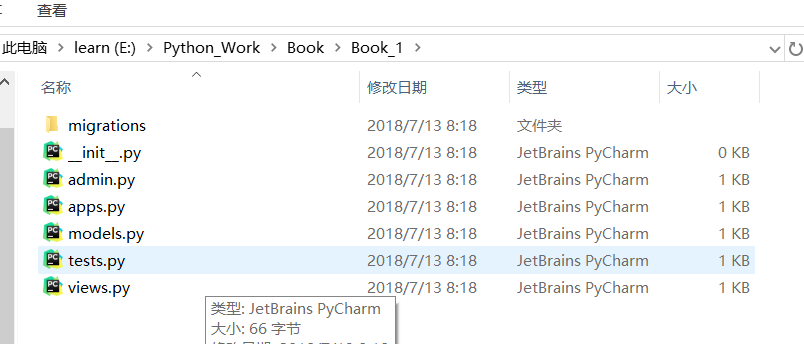 查看
此电脑 > learn (E:) > Python_Work > Book > Book_1 >
名称 修改日期 类型 大小
migrations 2018/7/13 8:18 文件夹
__init__.py 2018/7/13 8:18 JetBrains PyCharm 0 KB
admin.py 2018/7/13 8:18 JetBrains PyCharm 1 KB
apps.py 2018/7/13 8:18 JetBrains PyCharm 1 KB
models.py 2018/7/13 8:18 JetBrains PyCharm 1 KB
tests.py 2018/7/13 8:18 JetBrains PyCharm 1 KB
views.py 2018/7/13 8:18 JetBrains PyCharm 1 KB
类型: JetBrains PyCharm
大小: 66 字节